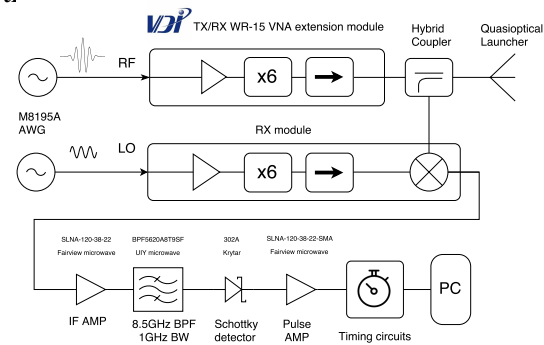 VDi TX/RX WR-15 VNA extension module
Hybrid
Coupler
Quasioptical
Launcher
RF
x6
M8195A
AWG
RX module
LO
x6
SLNA-120-38-22
Fairview microwave
BPF5620A8T9SF
UIY microwave
302A
Krytar
SLNA-120-38-22-SMA
Fairview microwave
PC
IF AMP
8.5GHz BPF
1GHz BW
Schottky
detector
Pulse
AMP
Timing circuits